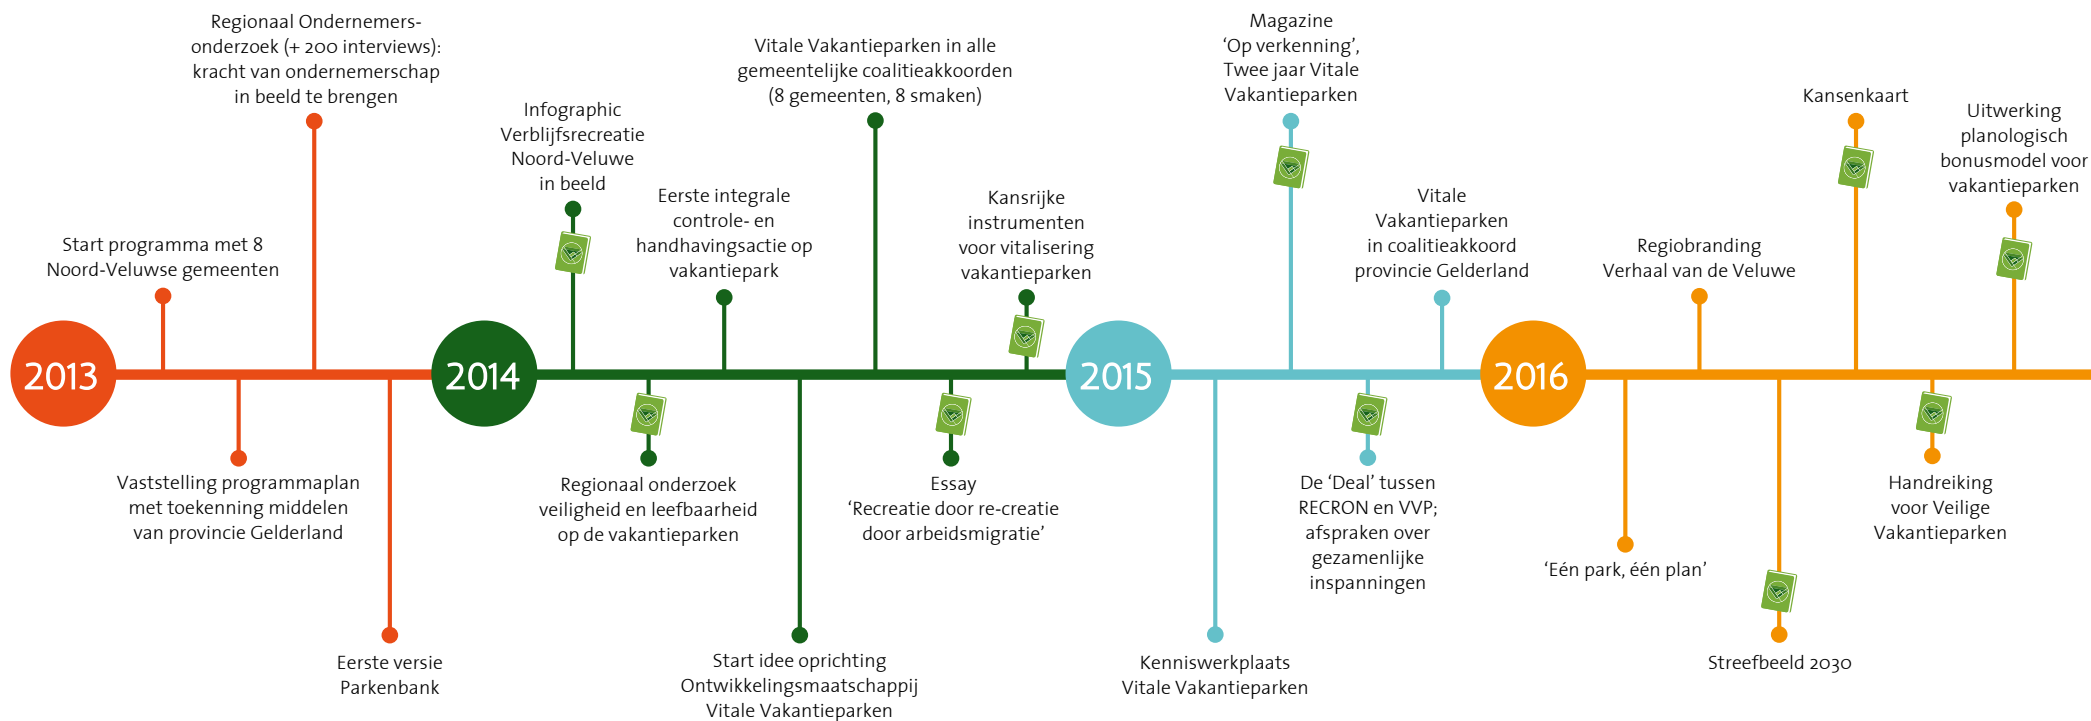 2013
Start programma met 8
Noord-Veluwse gemeenten
Vaststelling programmaplan
met toekenning middelen
van provincie Gelderland
Regionaal Ondernemers-
onderzoek (+ 200 interviews):
kracht van ondernemerschap
in beeld te brengen
Eerste versie
Parkenbank
2014
Infographic
Verblijfsrecreatie
Noord-Veluwe
in beeld
Regionaal onderzoek
veiligheid en leefbaarheid
op de vakantieparken
Eerste integrale
controle- en
handhavingsactie op
vakantiepark
Start idee oprichting
Ontwikkelingsmaatschappij
Vitale Vakantieparken
Vitale Vakantieparken in alle
gemeentelijke coalitieakkoorden
(8 gemeenten, 8 smaken)
Essay
‘Recreatie door re-creatie
door arbeidsmigratie’
Kansrijke
instrumenten
voor vitalisering
vakantieparken
2015
Kenniswerkplaats
Vitale Vakantieparken
Magazine
‘Op verkenning’,
Twee jaar Vitale
Vakantieparken
De ‘Deal’ tussen
RECRON en VVP;
afspraken over
gezamenlijke
inspanningen
Vitale
Vakantieparken
in coalitieakkoord
provincie Gelderland
2016
‘Eén park, één plan’
Regiobranding
Verhaal van de Veluwe
Streefbeeld 2030
Kansenkaart
Handreiking
voor Veilige
Vakantieparken
Uitwerking
planologisch
bonusmodel voor
vakantieparken